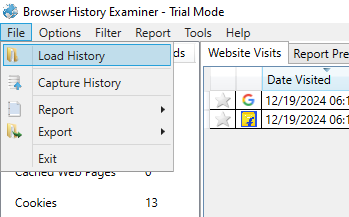 Browser History Examiner - Trial Mode
File Options Filter Report Tools Help
Load History
Capture History
Report
Export
Exit
ds
Cached Web Pages 0
Cookies 13
Website Visits Report Pre
Date Visited
12/19/2024 06:1
12/19/2024 06:1